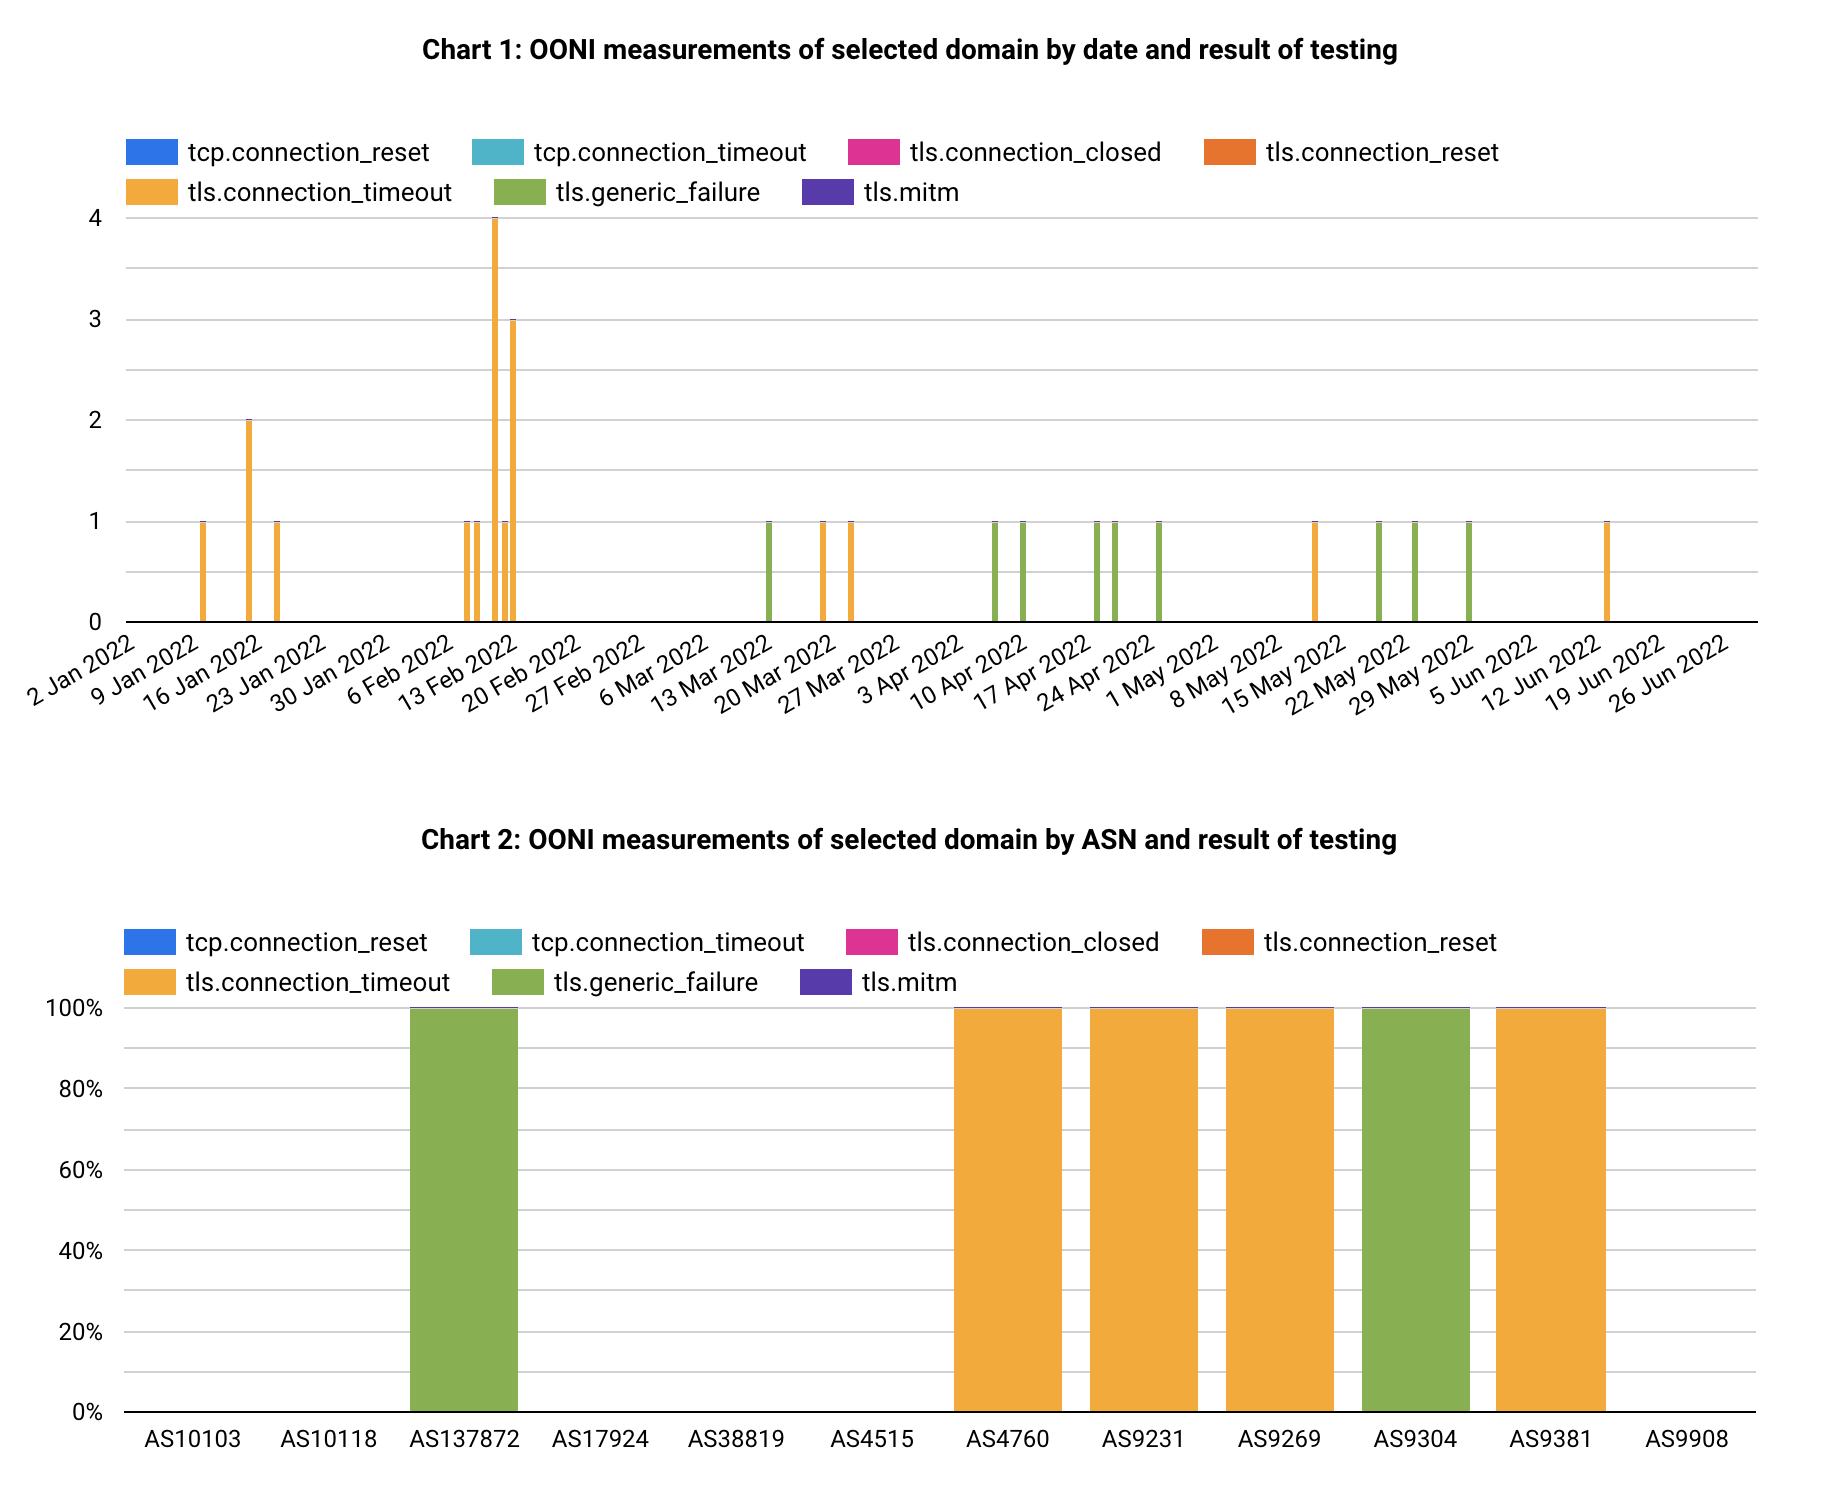 Chart 1: OONI measurements of selected domain by date and result of testing
tcp.connection_reset tcp.connection_timeout tls.connection_closed tls.connection_reset
tls.connection_timeout tls.generic_failure tls.mitm
4
3
2
1
0
2 Jan 2022
9 Jan 2022
16 Jan 2022
23 Jan 2022
30 Jan 2022
6 Feb 2022
13 Feb 2022
20 Feb 2022
27 Feb 2022
6 Mar 2022
13 Mar 2022
20 Mar 2022
27 Mar 2022
3 Apr 2022
10 Apr 2022
17 Apr 2022
24 Apr 2022
1 May 2022
8 May 2022
15 May 2022
22 May 2022
29 May 2022
5 Jun 2022
12 Jun 2022
19 Jun 2022
26 Jun 2022
Chart 2: OONI measurements of selected domain by ASN and result of testing
tcp.connection_reset tcp.connection_timeout tls.connection_closed tls.connection_reset
tls.connection_timeout tls.generic_failure tls.mitm
100%
80%
60%
40%
20%
0%
AS10103 AS10118 AS137872 AS17924 AS38819 AS4515 AS4760 AS9231 AS9269 AS9304 AS9381 AS9908